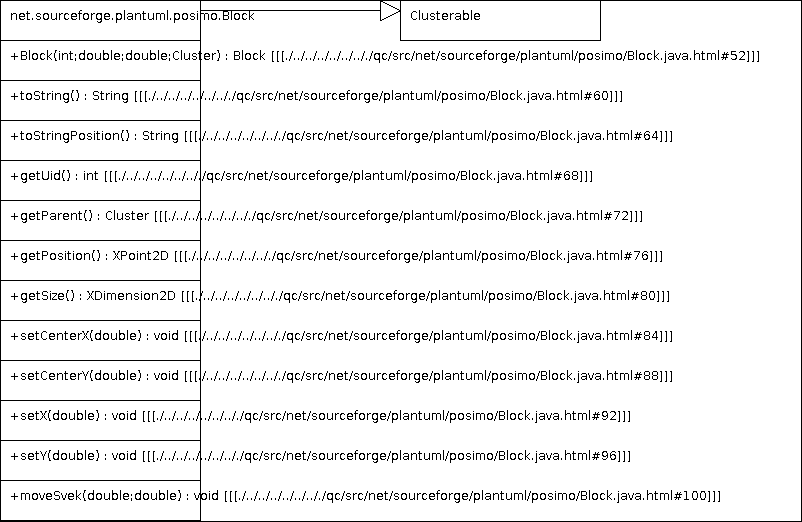 net.sourceforge.plantuml.posimo.Block
Clusterable
+Block(int;double;double;Cluster) : Block [[[./../../../../../../../qc/src/net/sourceforge/plantuml/posimo/Block.java.html#52]]]
+toString() : String [[[./../../../../../../../qc/src/net/sourceforge/plantuml/posimo/Block.java.html#60]]]
+toStringPosition() : String [[[./../../../../../../../qc/src/net/sourceforge/plantuml/posimo/Block.java.html#64]]]
+getUid() : int [[[./../../../../../../../qc/src/net/sourceforge/plantuml/posimo/Block.java.html#68]]]
+getParent() : Cluster [[[./../../../../../../../qc/src/net/sourceforge/plantuml/posimo/Block.java.html#72]]]
+getPosition() : XPoint2D [[[./../../../../../../../qc/src/net/sourceforge/plantuml/posimo/Block.java.html#76]]]
+getSize() : XDimension2D [[[./../../../../../../../qc/src/net/sourceforge/plantuml/posimo/Block.java.html#80]]]
+setCenterX(double) : void [[[./../../../../../../../qc/src/net/sourceforge/plantuml/posimo/Block.java.html#84]]]
+setCenterY(double) : void [[[./../../../../../../../qc/src/net/sourceforge/plantuml/posimo/Block.java.html#88]]]
+setX(double) : void [[[./../../../../../../../qc/src/net/sourceforge/plantuml/posimo/Block.java.html#92]]]
+setY(double) : void [[[./../../../../../../../qc/src/net/sourceforge/plantuml/posimo/Block.java.html#96]]]
+moveSvek(double;double) : void [[[./../../../../../../../qc/src/net/sourceforge/plantuml/posimo/Block.java.html#100]]]